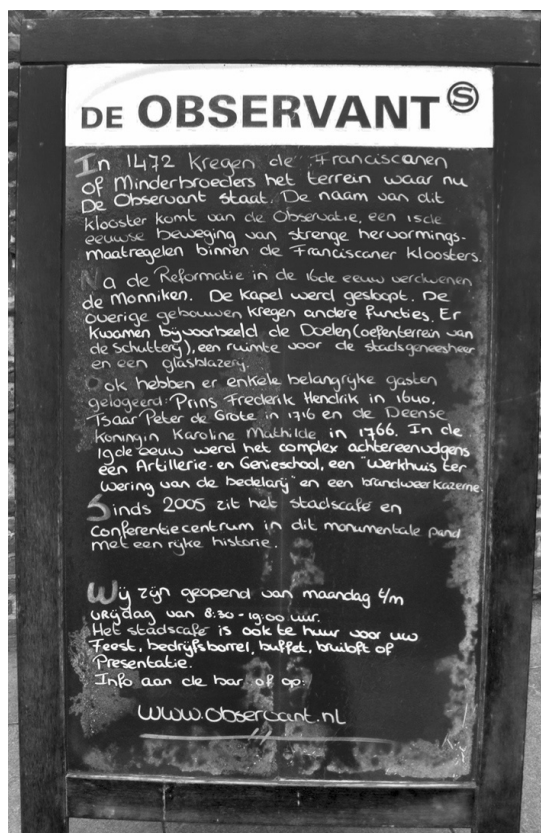 DE OBSERVANT S
In 1472 kregen de Franciscanen
of Minderbroeders het terrein waar nu
De Observant staat. De naam van dit
klooster komt van de Observatie, een 15de
eeuwse beweging van strenge hervormings-
maatregelen binnen de Franciscaner kloosters.
Na de Reformatie in de 16de eeuw verdwenen
de monniken. De kapel werd gesloopt. De
overige gebouwen kregen andere functies. Er
kwamen bijvoorbeeld de Doelen (oefenterrein van
de Schutterij), een ruimte voor de stadsgeneesheer
en een glasblazerij.
Ook hebben er enkele belangrijke gasten
gelogeerd: Prins Frederik Hendrik in 1640,
Tsaar Peter de Grote in 1716 en de Deense
Koningin Karoline Mathilde in 1766. In de
19de eeuw werd het complex achtereenvolgens
een Artillerie- en Genieschool, een "werkhuis ter
wering van de bedelarij" en een brandweerkazerne.
Sinds 2005 zit het stadscafé en
Conferentiecentrum in dit monumentale pand
met een rijke historie.
Wij zijn geopend van maandag t/m
vrijdag van 8:30 - 19:00 uur.
Het stadscafé is ook te huur voor uw
Feest, bedrijfsborrel, buffet, bruiloft of
Presentatie.
Info aan de bar of op:
www.observant.nl